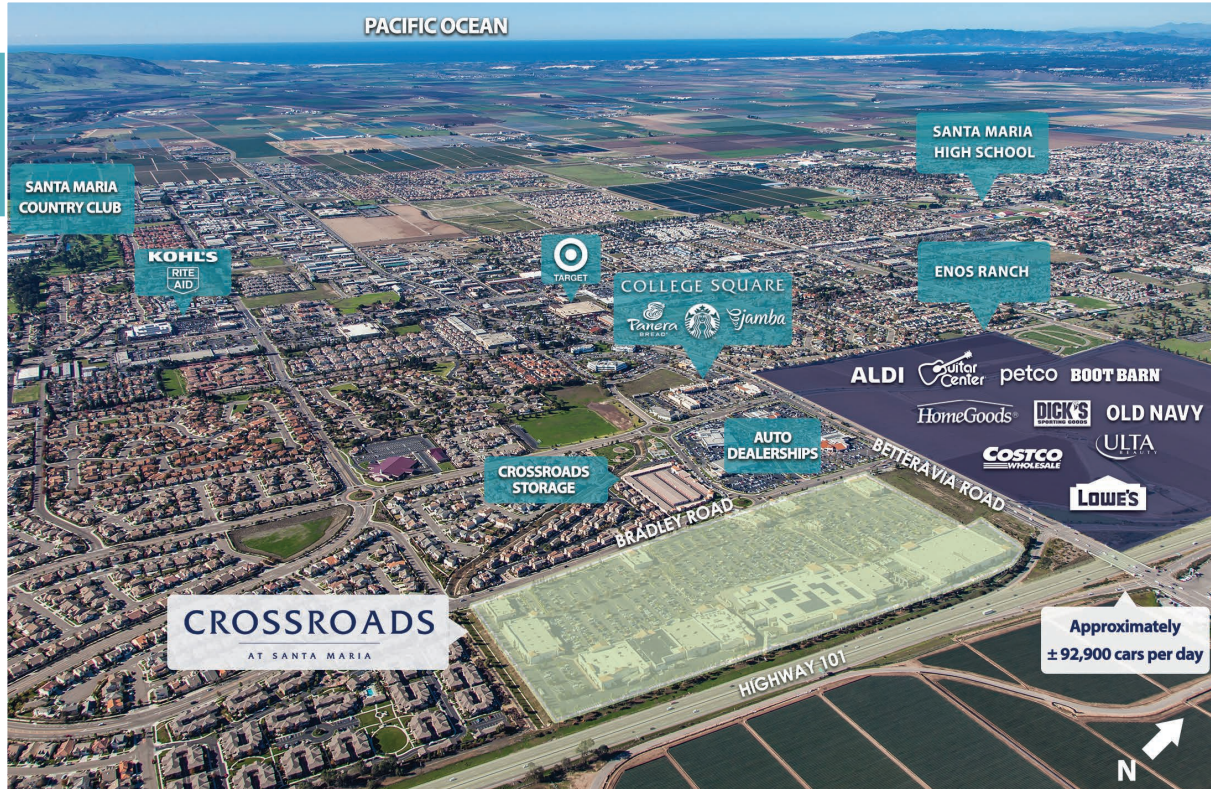 PACIFIC OCEAN
SANTA MARIA
HIGH SCHOOL
SANTA MARIA
COUNTRY CLUB
KOHL'S
RITE
AID
TARGET
COLLEGE SQUARE
Panera
BREAD®
jamba
ENOS RANCH
ALDI
Guitar
Center
petco
BOOT BARN
HomeGoods®
DICK'S
SPORTING GOODS
OLD NAVY
ULTA
BEAUTY
COSTCO
WHOLESALE
LOWE'S
AUTO
DEALERSHIPS
CROSSROADS
STORAGE
BETTERAVIA ROAD
BRADLEY ROAD
CROSSROADS
AT SANTA MARIA
HIGHWAY 101
Approximately
± 92,900 cars per day
N